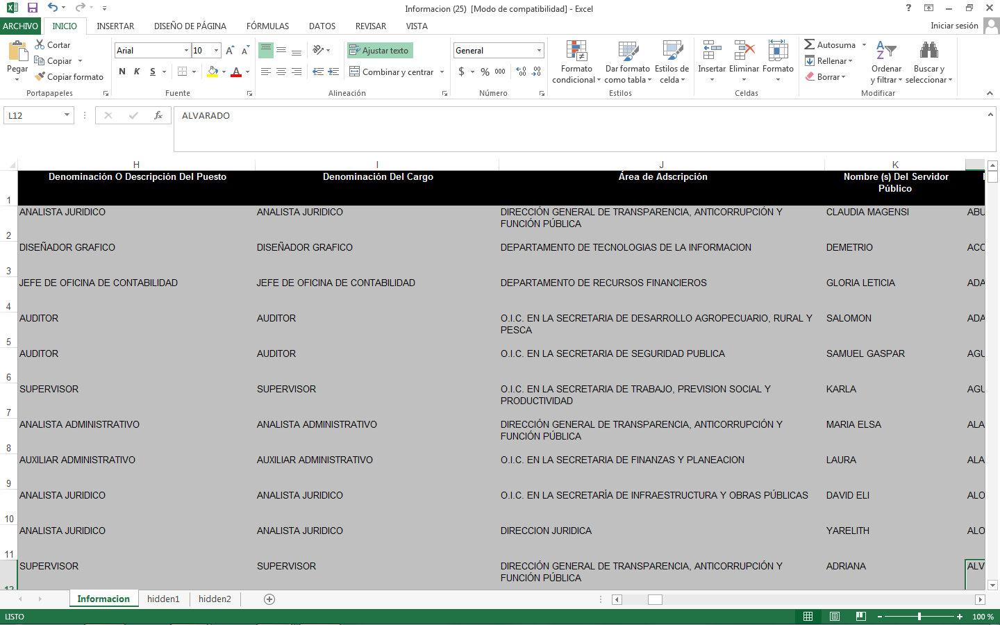 Informacion (25) [Modo de compatibilidad] - Excel
ARCHIVO INICIO INSERTAR DISEÑO DE PÁGINA FÓRMULAS DATOS REVISAR VISTA Iniciar sesión
Pegar
Cortar
Copiar
Copiar formato
Portapapeles
Arial 10
N K S
Fuente
Ajustar texto
Combinar y centrar
Alineación
General
$ % 000
Número
Formato condicional
Dar formato como tabla
Estilos de celda
Estilos
Insertar Eliminar Formato
Celdas
Autosuma
Rellenar
Borrar
Ordenar y filtrar
Buscar y seleccionar
Modificar
L12 fx ALVARADO
H I J K
1 Denominación O Descripción Del Puesto Denominación Del Cargo Área de Adscripción Nombre (s) Del Servidor Público
2 ANALISTA JURIDICO ANALISTA JURIDICO DIRECCIÓN GENERAL DE TRANSPARENCIA, ANTICORRUPCIÓN Y FUNCIÓN PÚBLICA CLAUDIA MAGENSI ABU
3 DISEÑADOR GRAFICO DISEÑADOR GRAFICO DEPARTAMENTO DE TECNOLOGIAS DE LA INFORMACION DEMETRIO ACO
4 JEFE DE OFICINA DE CONTABILIDAD JEFE DE OFICINA DE CONTABILIDAD DEPARTAMENTO DE RECURSOS FINANCIEROS GLORIA LETICIA ADA
5 AUDITOR AUDITOR O.I.C. EN LA SECRETARIA DE DESARROLLO AGROPECUARIO, RURAL Y PESCA SALOMON ADA
6 AUDITOR AUDITOR O.I.C. EN LA SECRETARIA DE SEGURIDAD PUBLICA SAMUEL GASPAR AGU
7 SUPERVISOR SUPERVISOR O.I.C. EN LA SECRETARIA DE TRABAJO, PREVISION SOCIAL Y PRODUCTIVIDAD KARLA AGU
8 ANALISTA ADMINISTRATIVO ANALISTA ADMINISTRATIVO DIRECCIÓN GENERAL DE TRANSPARENCIA, ANTICORRUPCIÓN Y FUNCIÓN PÚBLICA MARIA ELSA ALA
9 AUXILIAR ADMINISTRATIVO AUXILIAR ADMINISTRATIVO O.I.C. EN LA SECRETARIA DE FINANZAS Y PLANEACION LAURA ALA
10 ANALISTA JURIDICO ANALISTA JURIDICO O.I.C. EN LA SECRETARÍA DE INFRAESTRUCTURA Y OBRAS PÚBLICAS DAVID ELI ALO
11 ANALISTA JURIDICO ANALISTA JURIDICO DIRECCION JURIDICA YARELITH ALO
12 SUPERVISOR SUPERVISOR DIRECCIÓN GENERAL DE TRANSPARENCIA, ANTICORRUPCIÓN Y FUNCIÓN PÚBLICA ADRIANA ALV
Informacion hidden1 hidden2
LISTO 100 %